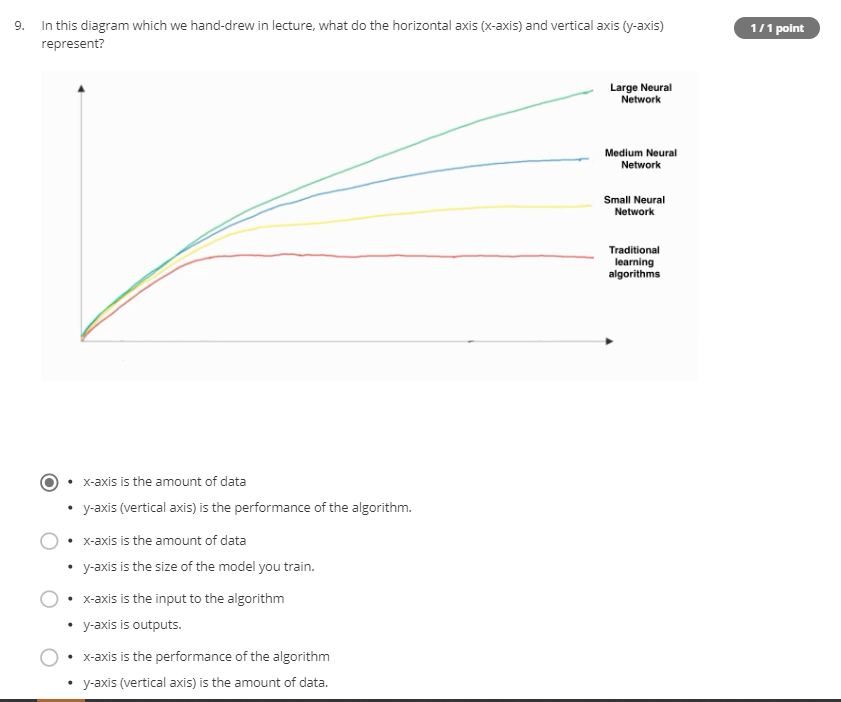 9. In this diagram which we hand-drew in lecture, what do the horizontal axis (x-axis) and vertical axis (y-axis)
represent?
1 / 1 point
Large Neural
Network
Medium Neural
Network
Small Neural
Network
Traditional
learning
algorithms
• x-axis is the amount of data
• y-axis (vertical axis) is the performance of the algorithm.
• x-axis is the amount of data
• y-axis is the size of the model you train.
• x-axis is the input to the algorithm
• y-axis is outputs.
• x-axis is the performance of the algorithm
• y-axis (vertical axis) is the amount of data.